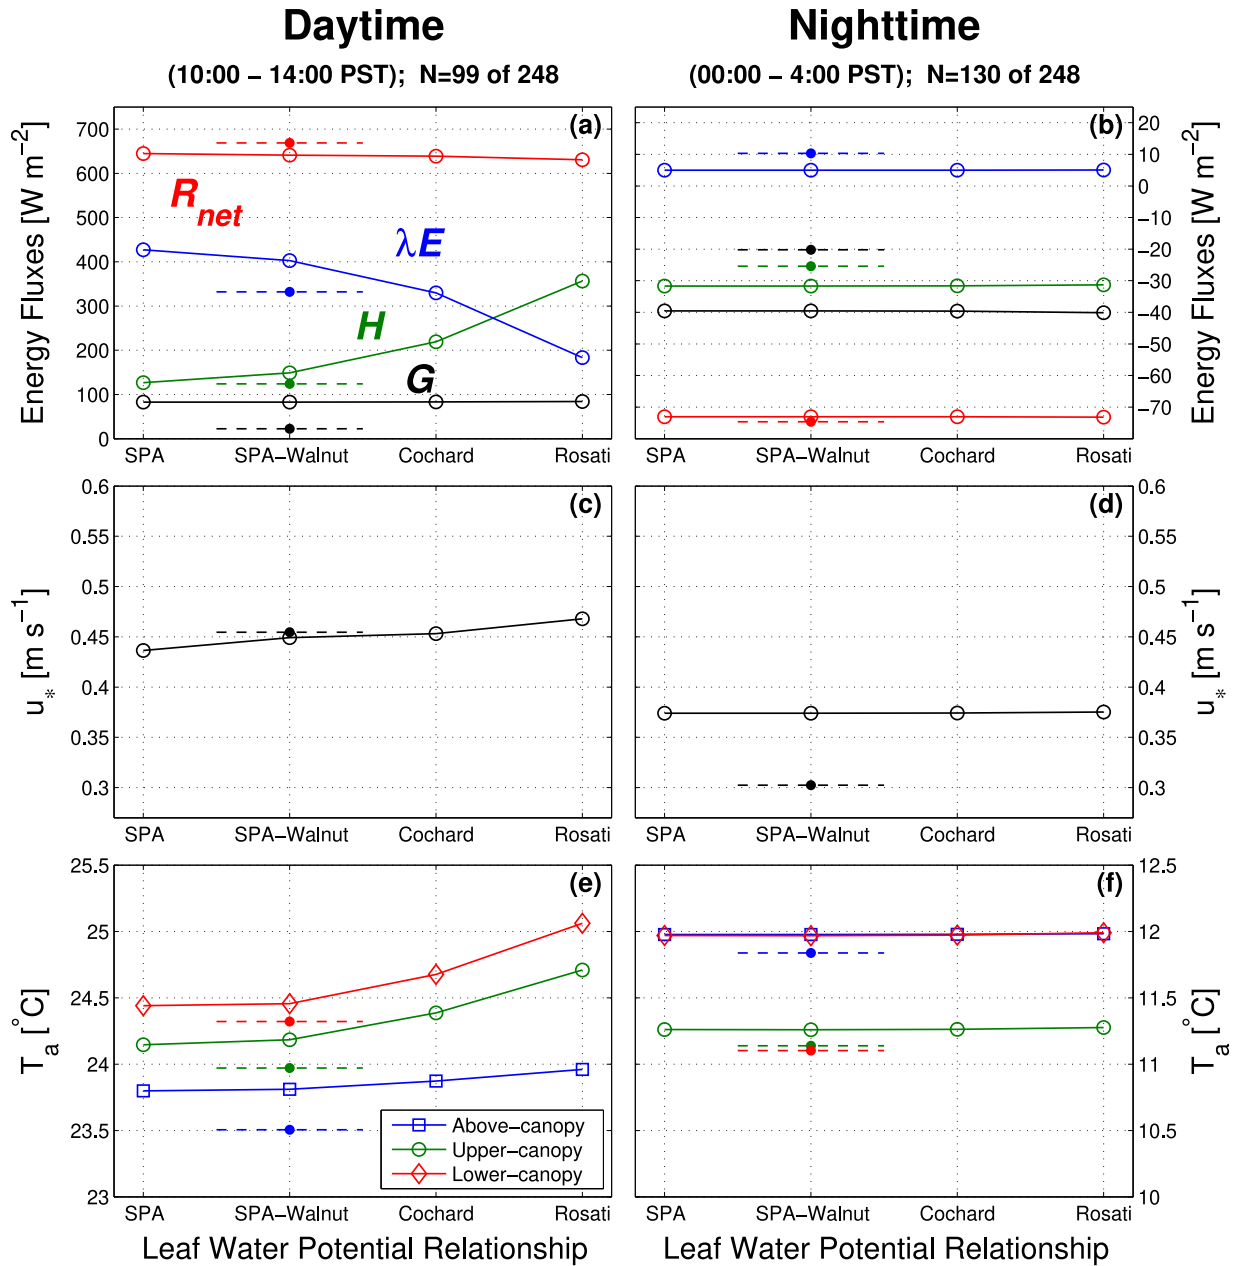 Daytime
Nighttime
(10:00 − 14:00 PST);  N=99 of 248
(00:00 − 4:00 PST);  N=130 of 248
(a)
700
600
500
400
300
200
100
0
Energy Fluxes [W m−2]
Rnet
λE
H
G
SPA
SPA−Walnut
Cochard
Rosati
(b)
20
10
0
−10
−20
−30
−40
−50
−60
−70
Energy Fluxes [W m−2]
SPA
SPA−Walnut
Cochard
Rosati
(c)
0.6
0.55
0.5
0.45
0.4
0.35
0.3
u* [m s−1]
SPA
SPA−Walnut
Cochard
Rosati
(d)
0.6
0.55
0.5
0.45
0.4
0.35
0.3
u* [m s−1]
SPA
SPA−Walnut
Cochard
Rosati
(e)
25.5
25
24.5
24
23.5
23
Ta [°C]
Above−canopy
Upper−canopy
Lower−canopy
SPA
SPA−Walnut
Cochard
Rosati
Leaf Water Potential Relationship
(f)
12.5
12
11.5
11
10.5
10
Ta [°C]
SPA
SPA−Walnut
Cochard
Rosati
Leaf Water Potential Relationship